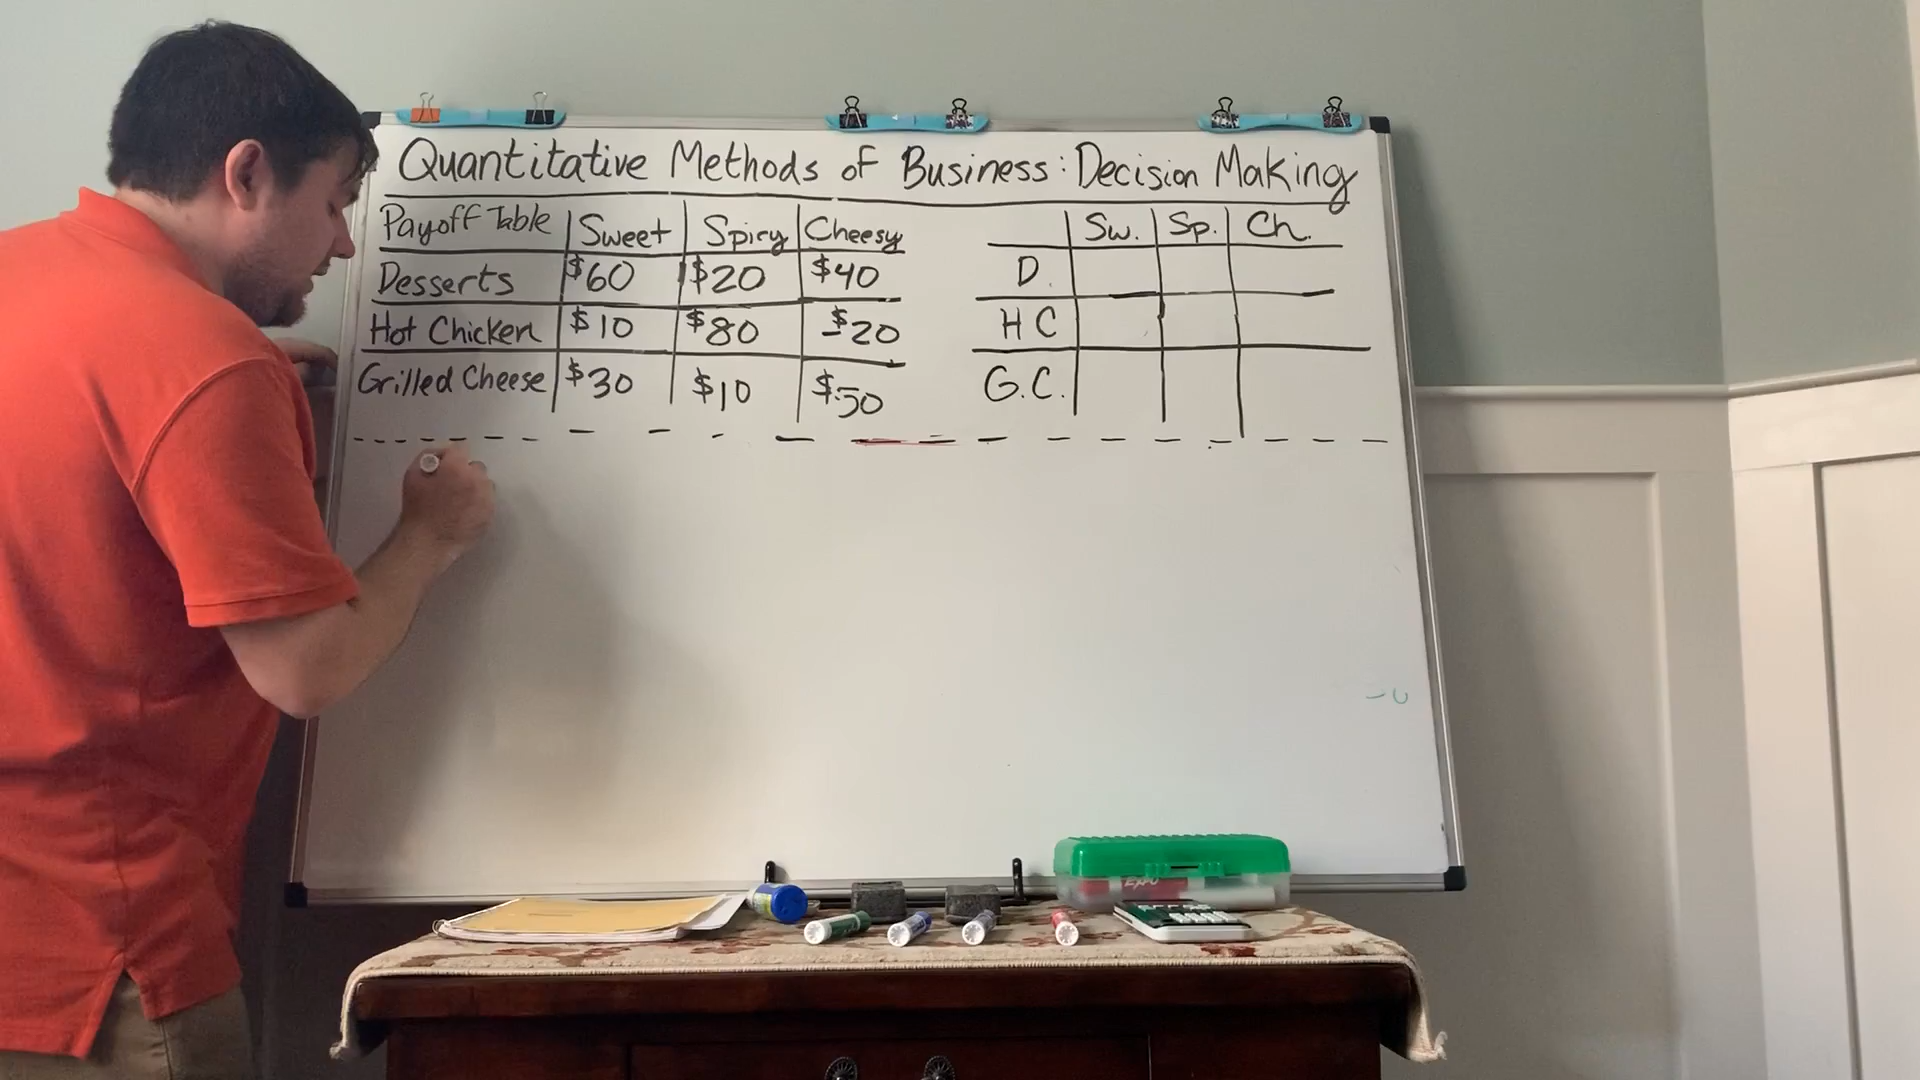 Quantitative Methods of Business: Decision Making
Payoff Table Sweet Spicy Cheesy
Desserts $60 $20 $40
Hot Chicken $10 $80 -$20
Grilled Cheese $30 $10 $50
Sw. Sp. Ch.
D.
H C
G.C.
EXPO